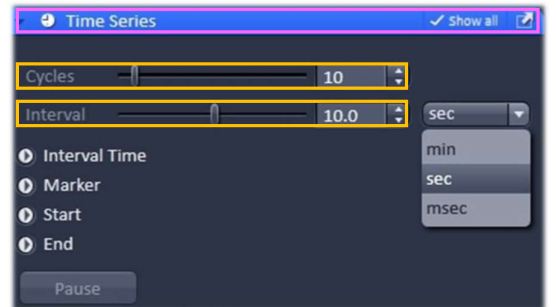 Time Series Show all
Cycles 10
Interval 10.0 sec
min
Interval Time
sec
Marker
msec
Start
End
Pause